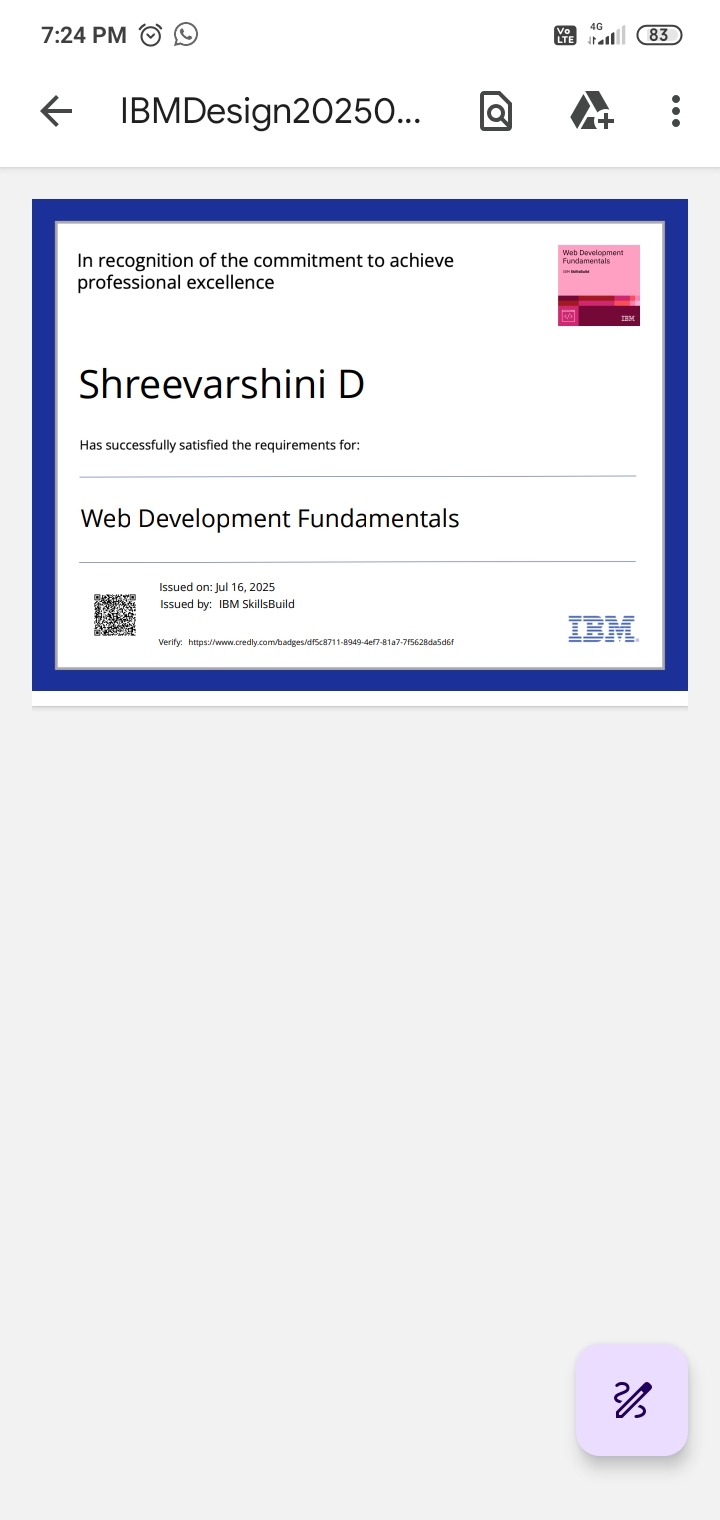 7:24 PM
Vo LTE
4G
83
IBMDesign20250...
In recognition of the commitment to achieve
professional excellence
Web Development
Fundamentals
IBM SkillsBuild
</>
IBM
Shreevarshini D
Has successfully satisfied the requirements for:
Web Development Fundamentals
Issued on: Jul 16, 2025
Issued by: IBM SkillsBuild
Verify: https://www.credly.com/badges/df5c8711-8949-4ef7-81a7-7f5628da5d6f
IBM